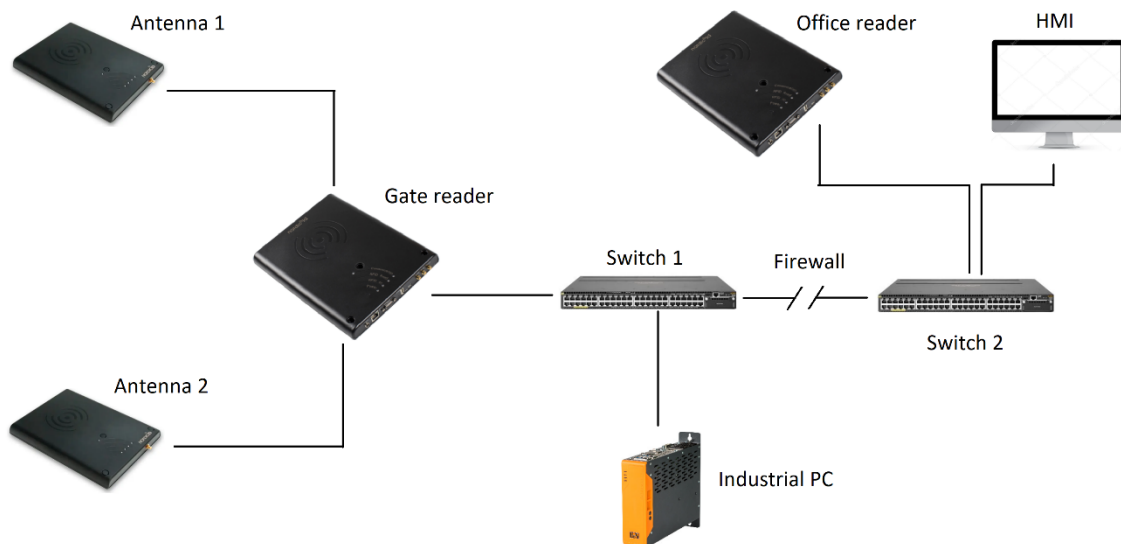 Antenna 1
Office reader
HMI
Gate reader
Switch 1
Firewall
Switch 2
Antenna 2
Industrial PC